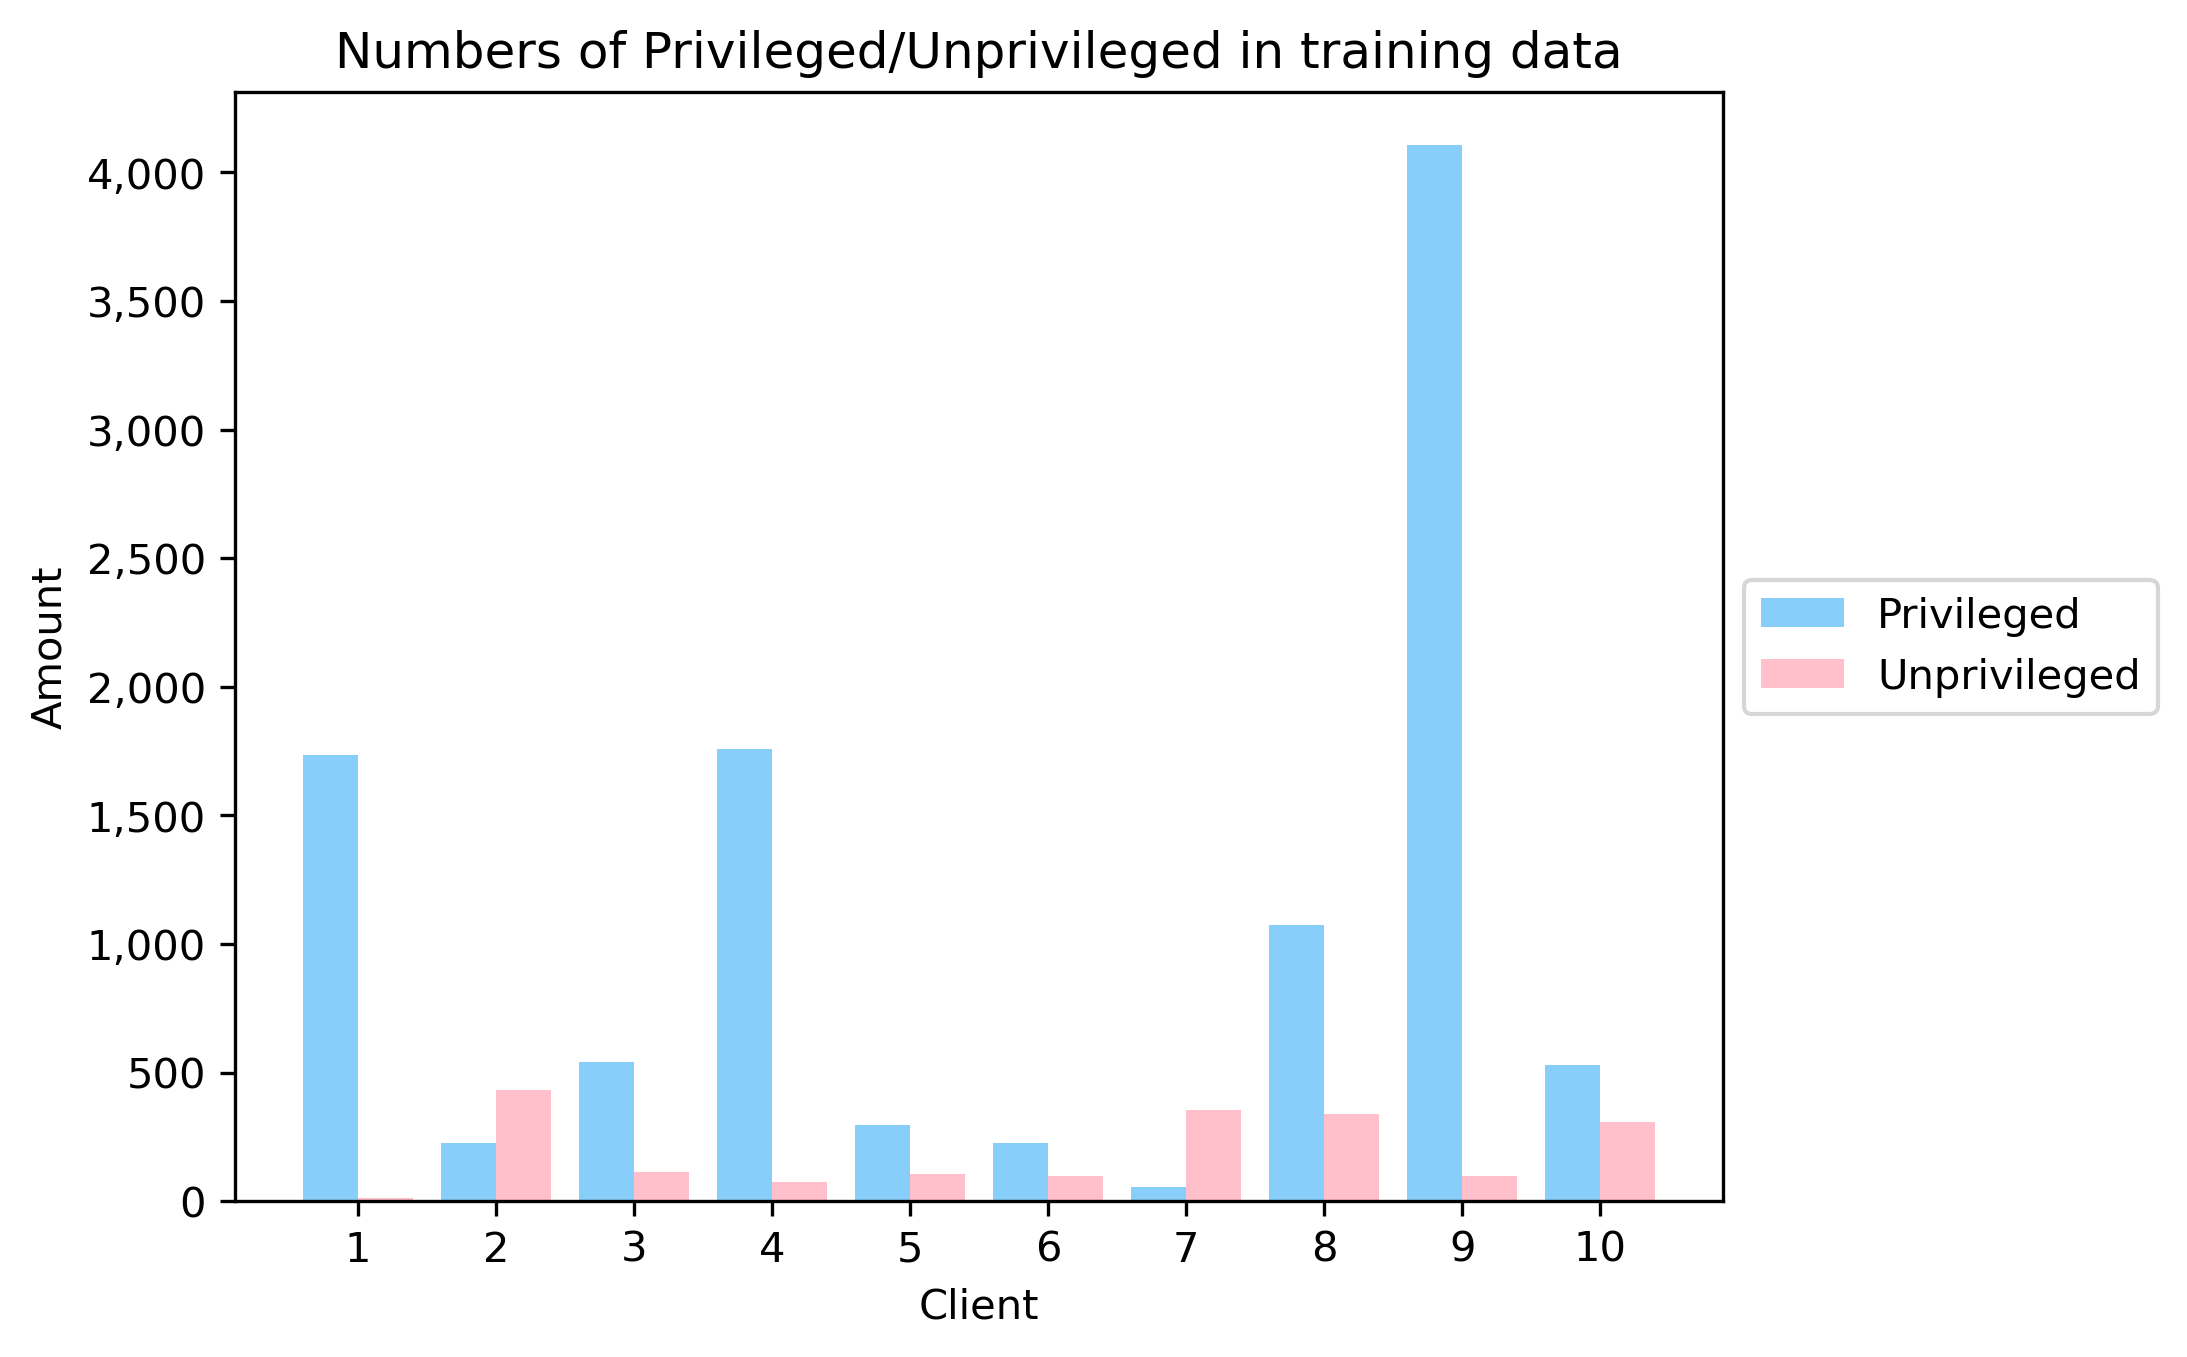 Numbers of Privileged/Unprivileged in training data
4,000
3,500
3,000
2,500
2,000
1,500
1,000
500
0
Amount
1 2 3 4 5 6 7 8 9 10
Client
Privileged
Unprivileged